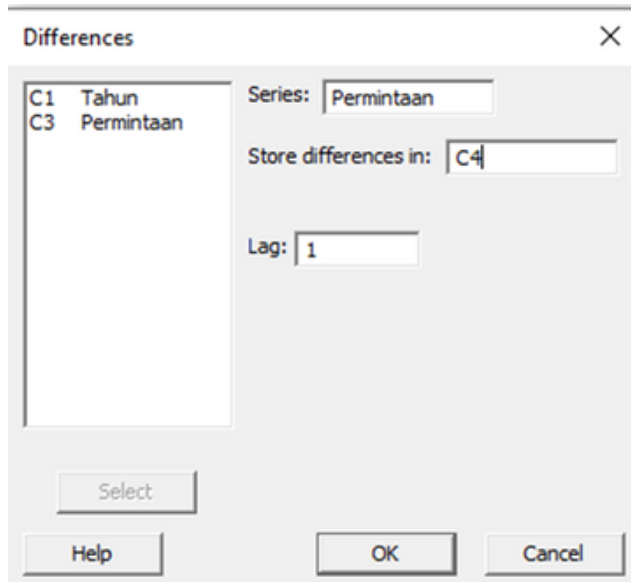 Differences
C1 Tahun
C3 Permintaan
Series: Permintaan
Store differences in: C4
Lag: 1
Select
Help OK Cancel